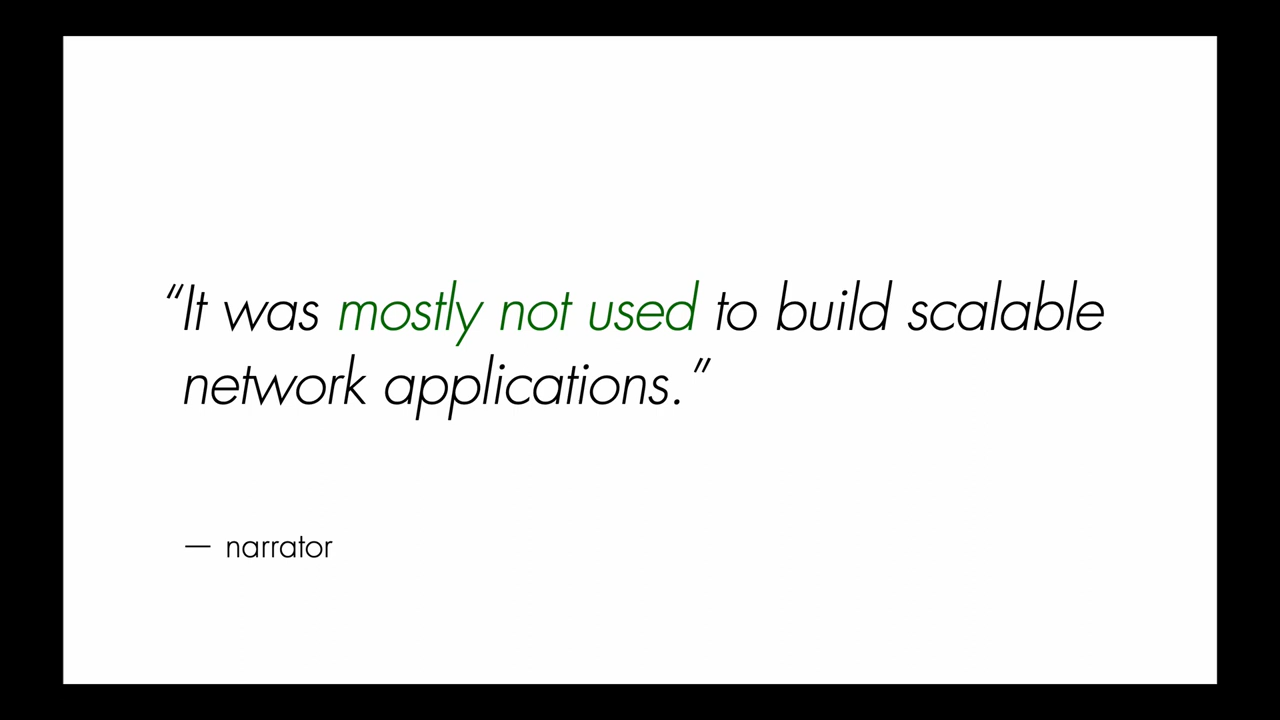 “It was mostly not used to build scalable
network applications.”
— narrator